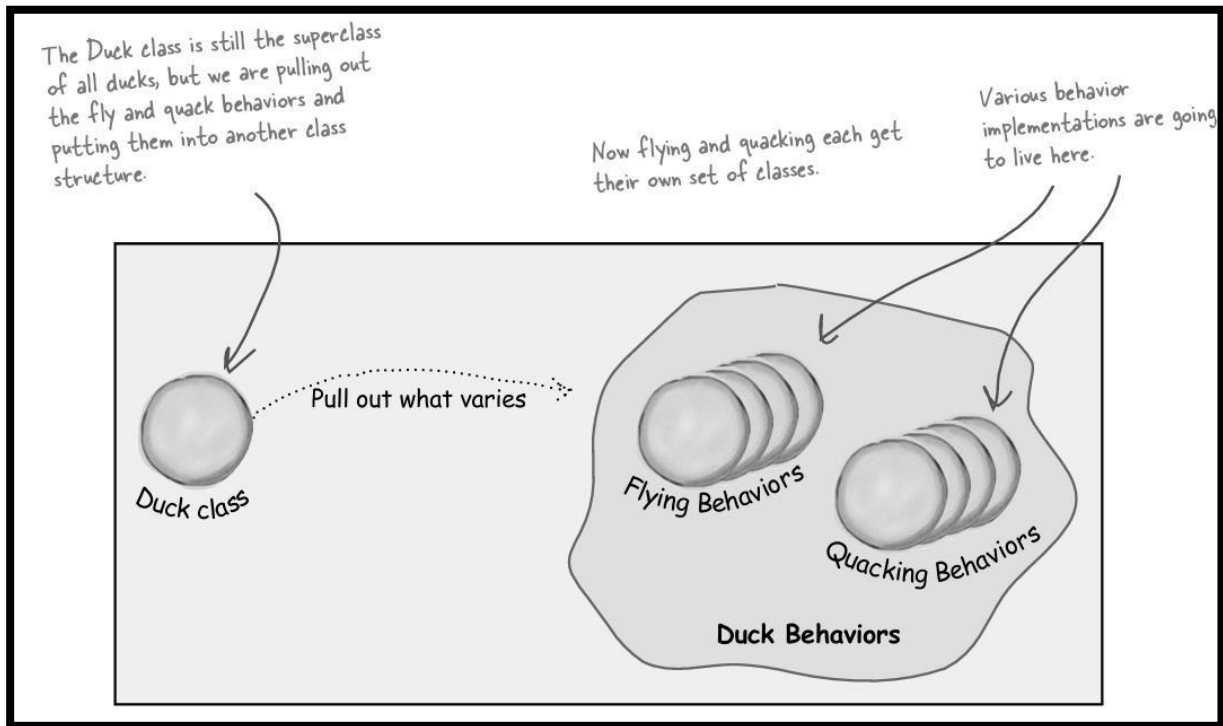 The Duck class is still the superclass
of all ducks, but we are pulling out
the fly and quack behaviors and
putting them into another class
structure.
Now flying and quacking each get
their own set of classes.
Various behavior
implementations are going
to live here.
Pull out what varies
Duck class
Flying Behaviors
Quacking Behaviors
Duck Behaviors